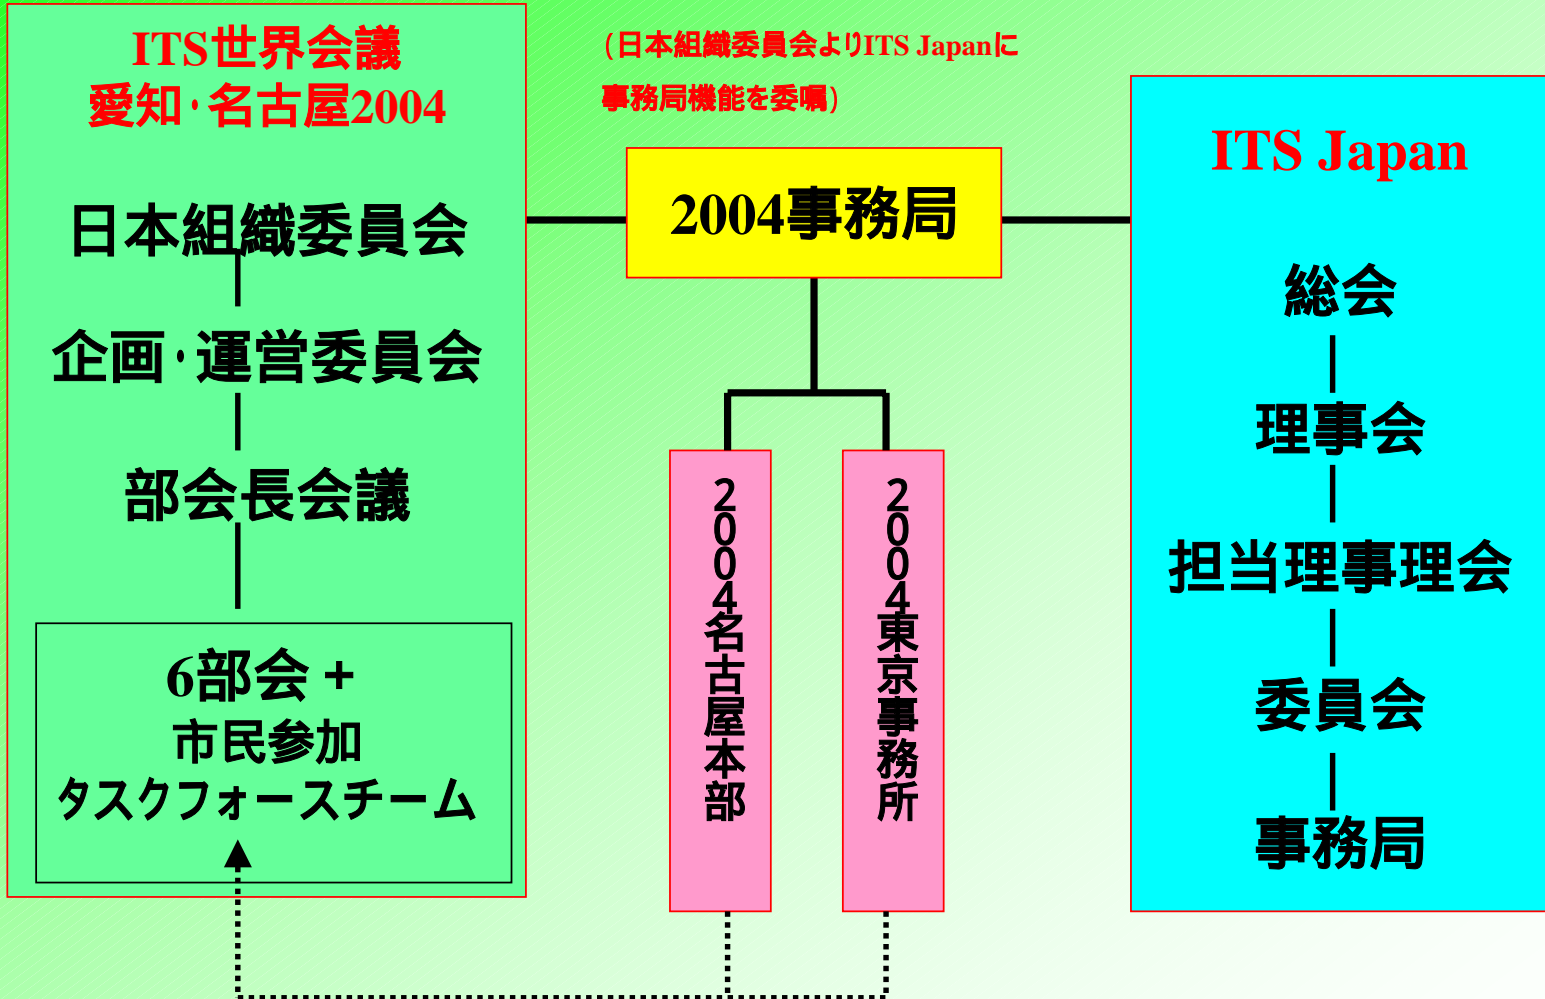 ITS世界会議
愛知・名古屋2004
日本組織委員会
企画・運営委員会
部会長会議
6部会 +
市民参加
タスクフォースチーム
(日本組織委員会よりITS Japanに
事務局機能を委嘱)
2004事務局
2004名古屋本部
2004東京事務所
ITS Japan
総会
理事会
担当理事理会
委員会
事務局